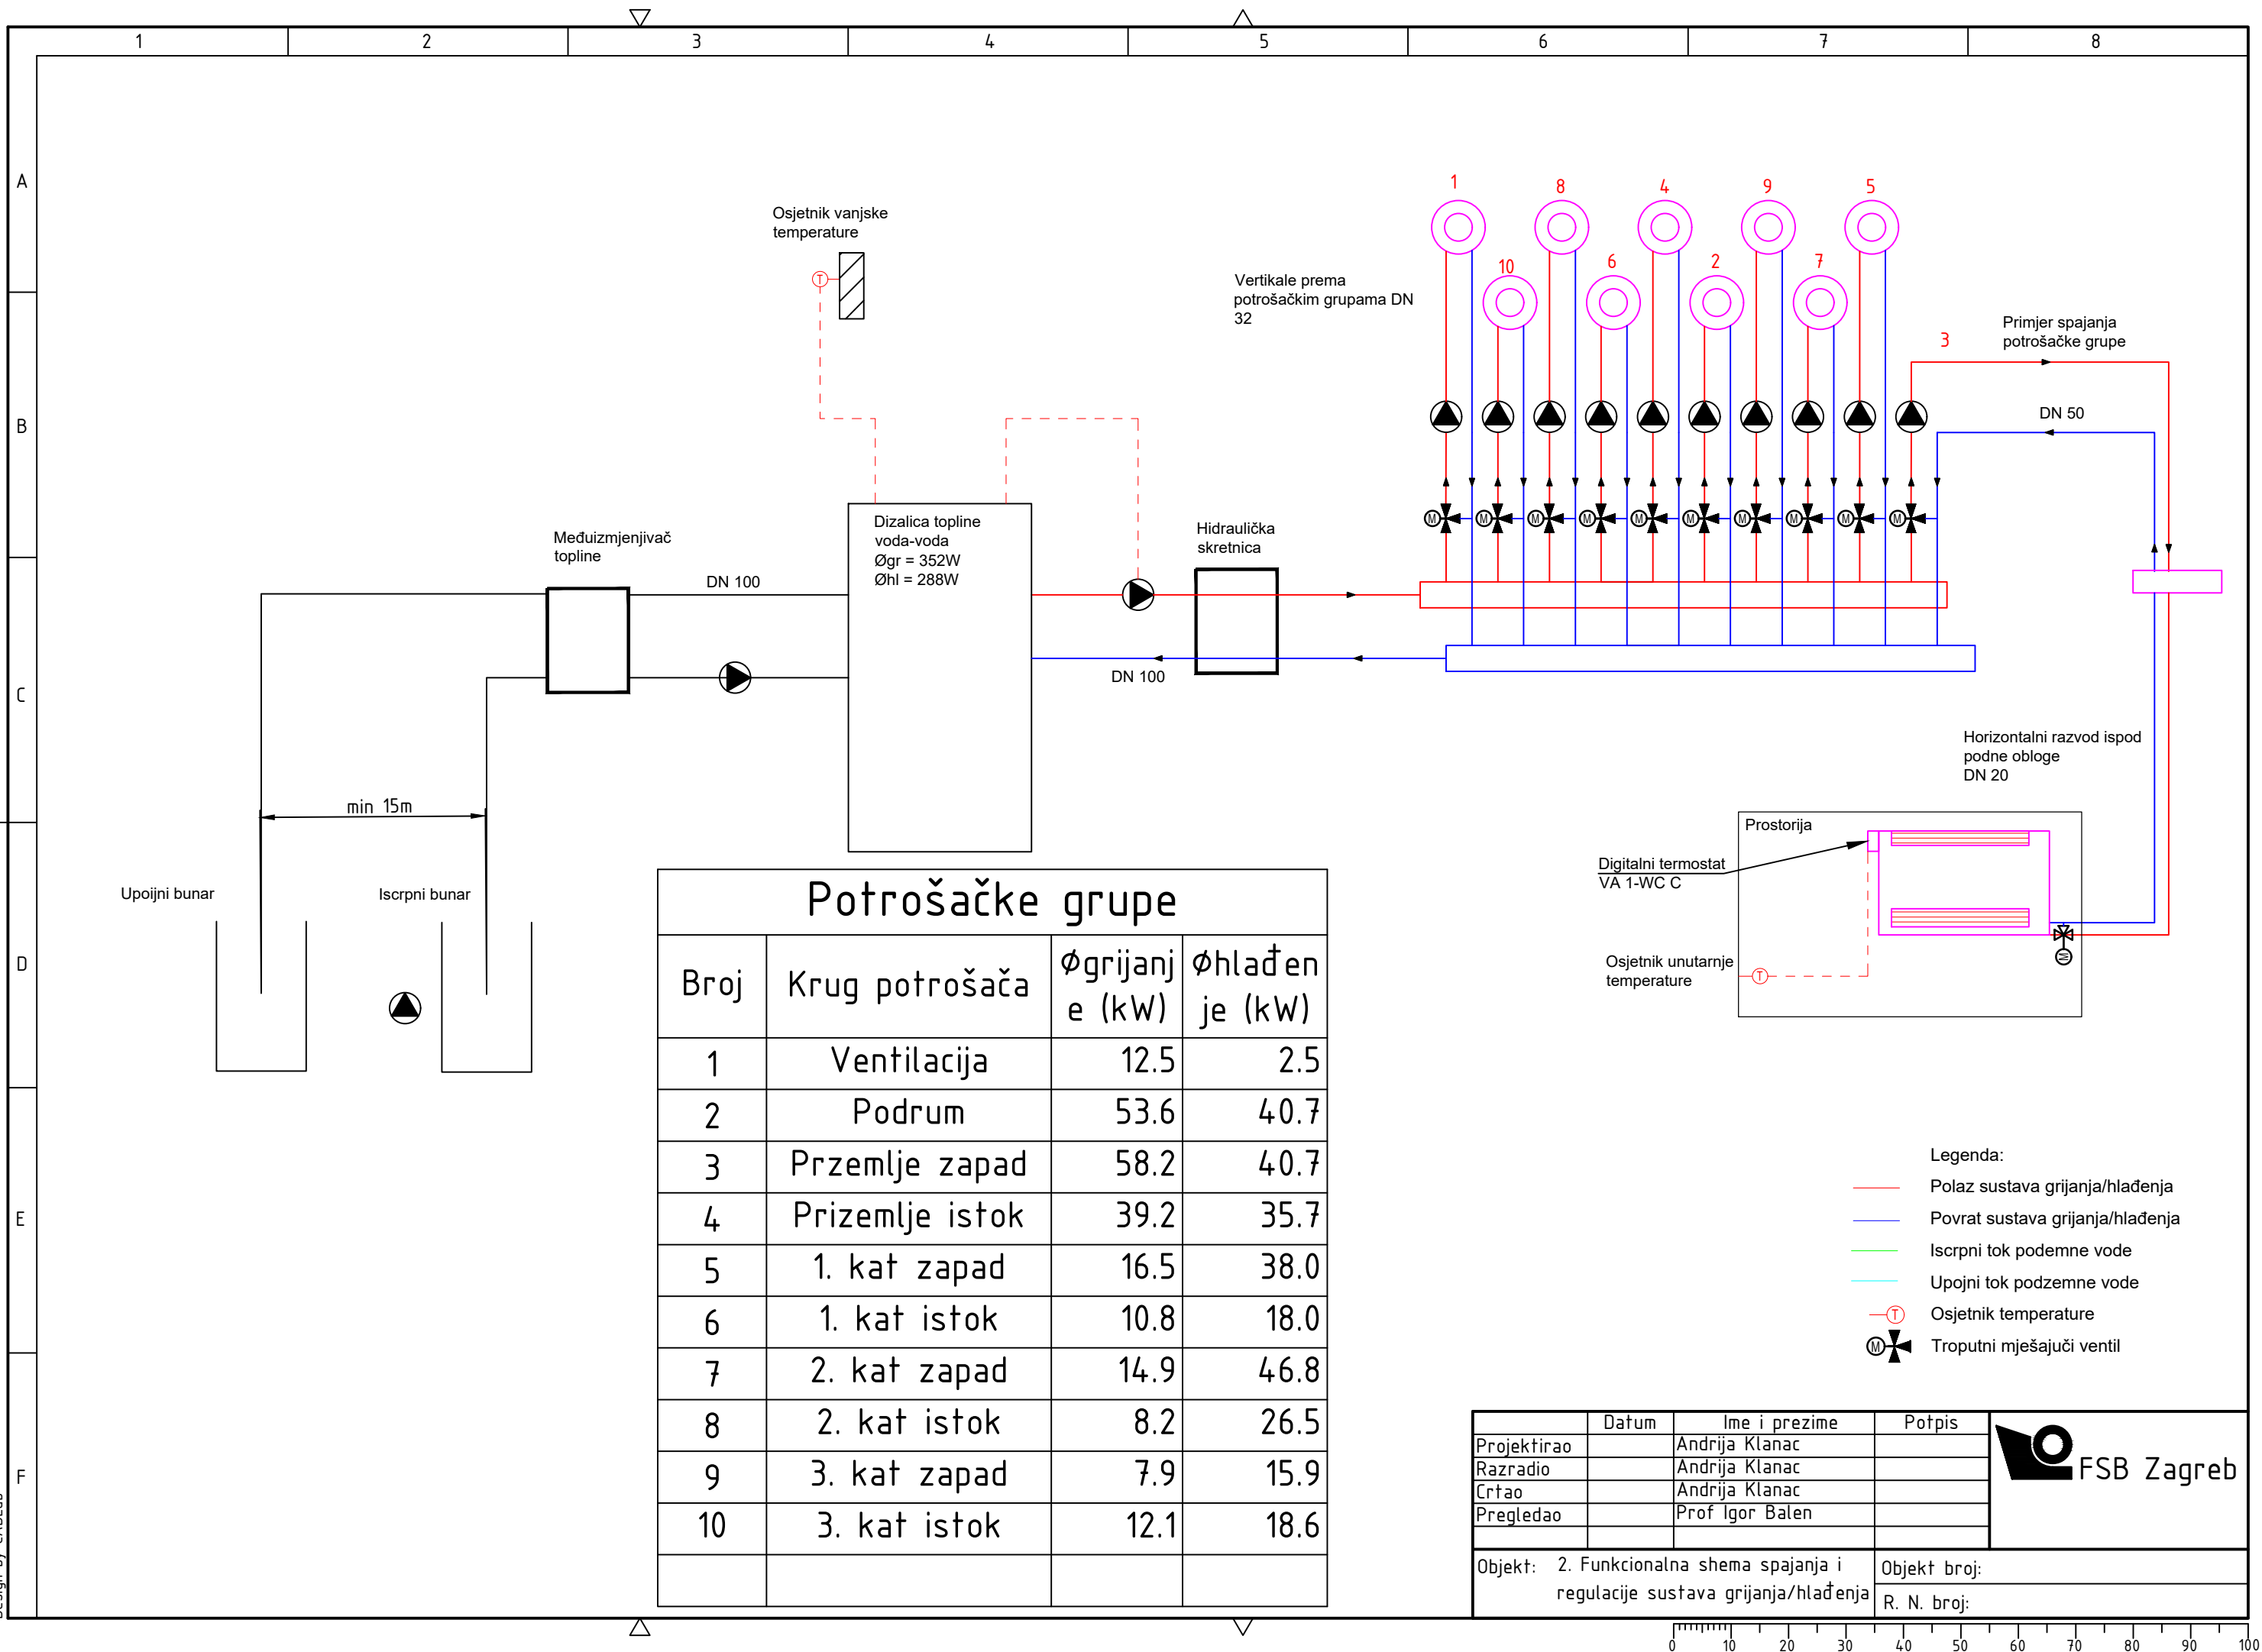 1 2 3 4 5 6 7 8
A
B
C
D
E
F
Osjetnik vanjske
temperature
Vertikale prema
potrošačkim grupama DN
32
1 8 4 9 5
10 6 2 7
3
Primjer spajanja
potrošačke grupe
DN 50
Međuizmjenjivač
topline
DN 100
Dizalica topline
voda-voda
Øgr = 352W
Øhl = 288W
Hidraulička
skretnica
DN 100
M M M M M M M M M M
T
Horizontalni razvod ispod
podne obloge
DN 20
min 15m
Upoijni bunar
Iscrpni bunar
Prostorija
Digitalni termostat
VA 1-WC C
Osjetnik unutarnje
temperature
T
M
Potrošačke grupe
Broj Krug potrošača Øgrijanj Øhlađen
e (kW) je (kW)
1 Ventilacija 12.5 2.5
2 Podrum 53.6 40.7
3 Przemlje zapad 58.2 40.7
4 Prizemlje istok 39.2 35.7
5 1. kat zapad 16.5 38.0
6 1. kat istok 10.8 18.0
7 2. kat zapad 14.9 46.8
8 2. kat istok 8.2 26.5
9 3. kat zapad 7.9 15.9
10 3. kat istok 12.1 18.6
Legenda:
Polaz sustava grijanja/hlađenja
Povrat sustava grijanja/hlađenja
Iscrpni tok podemne vode
Upojni tok podzemne vode
T Osjetnik temperature
M Troputni mješajuči ventil
Datum Ime i prezime Potpis
Projektirao Andrija Klanac
Razradio Andrija Klanac
Crtao Andrija Klanac
Pregledao Prof Igor Balen
FSB Zagreb
Objekt: 2. Funkcionalna shema spajanja i
regulacije sustava grijanja/hlađenja
Objekt broj:
R. N. broj:
0 10 20 30 40 50 60 70 80 90 100